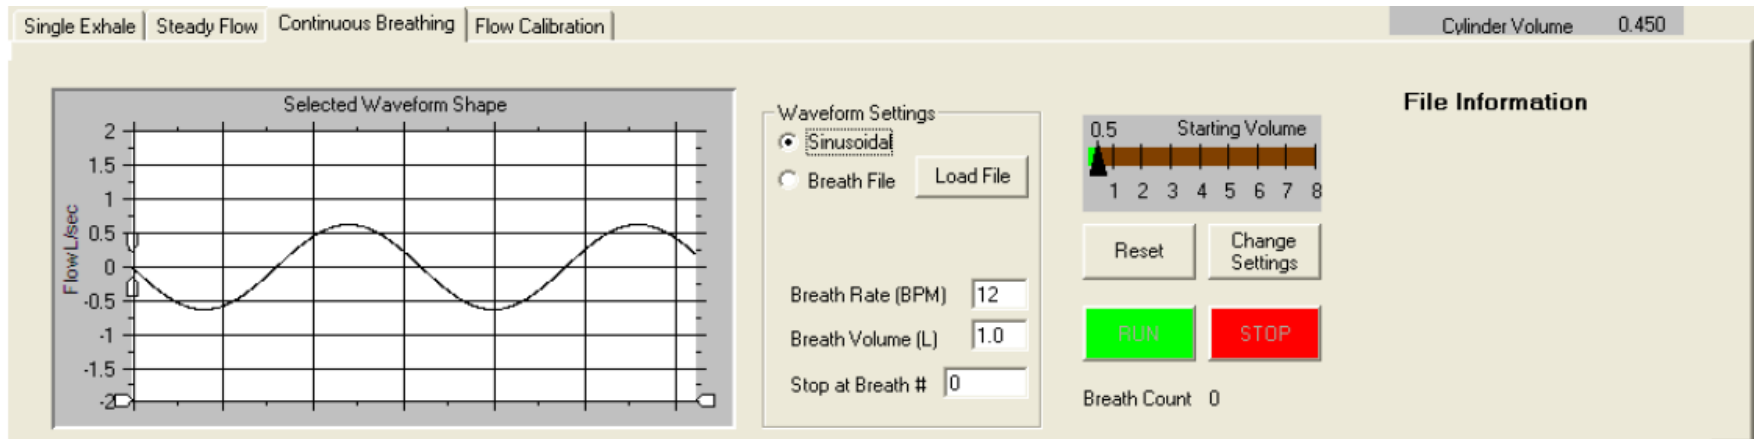 Single Exhale Steady Flow Continuous Breathing Flow Calibration
Cylinder Volume 0.450
Selected Waveform Shape
2
1.5
1
0.5
0
-0.5
-1
-1.5
-2
Flow L/sec
Waveform Settings
Sinusoidal
Breath File Load File
Breath Rate (BPM) 12
Breath Volume (L) 1.0
Stop at Breath # 0
0.5 Starting Volume
1 2 3 4 5 6 7 8
Reset Change
Settings
RUN STOP
Breath Count 0
File Information